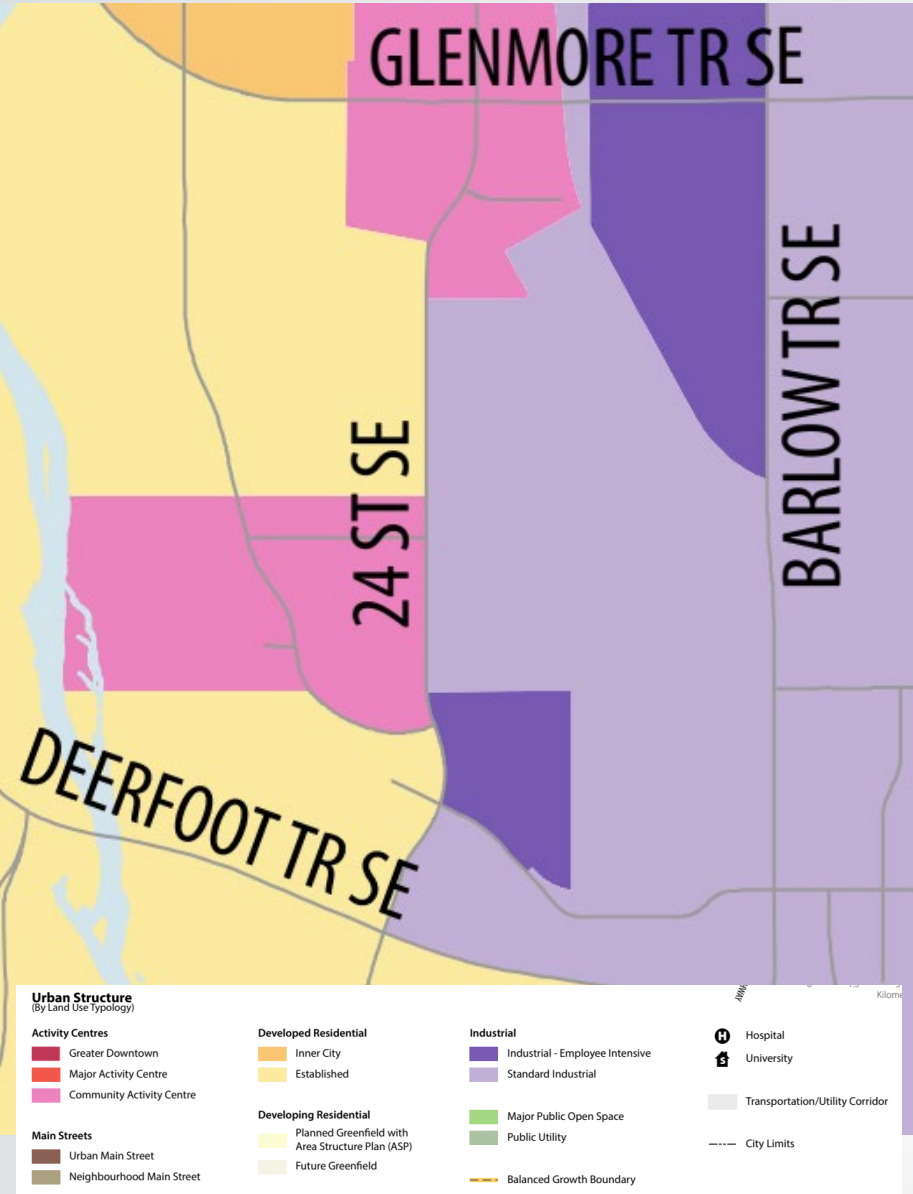 GLENMORE TR SE
BARLOW TR SE
24 ST SE
DEERFOOT TR SE
Urban Structure
(By Land Use Typology)
Activity Centres
Greater Downtown
Major Activity Centre
Community Activity Centre
Main Streets
Urban Main Street
Neighbourhood Main Street
Developed Residential
Inner City
Established
Developing Residential
Planned Greenfield with
Area Structure Plan (ASP)
Future Greenfield
Industrial
Industrial - Employee Intensive
Standard Industrial
Major Public Open Space
Public Utility
Balanced Growth Boundary
Kilome
H Hospital
S University
Transportation/Utility Corridor
City Limits